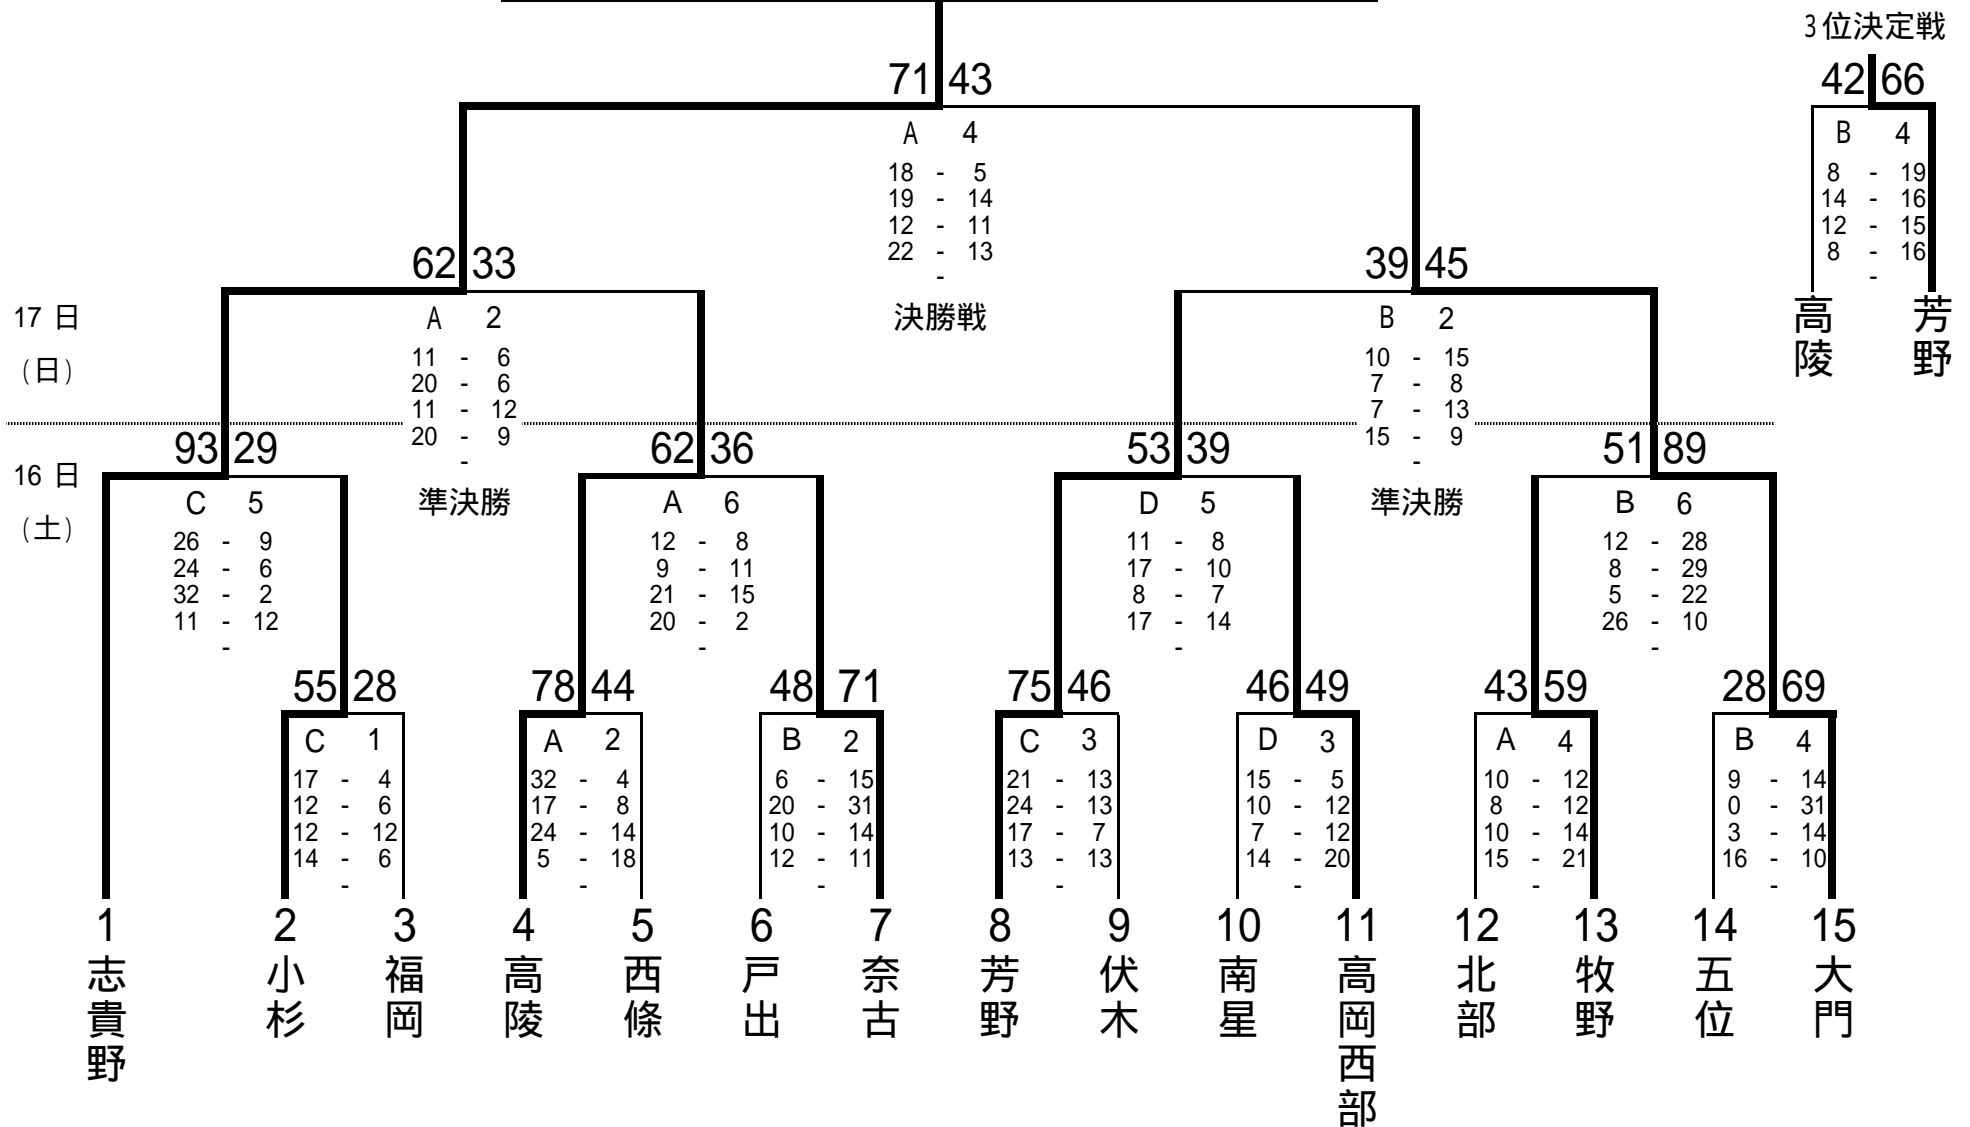 3位決定戦
71 43
42 66
A 4
18 - 5
19 - 14
12 - 11
22 - 13
-
決勝戦
B 4
8 - 19
14 - 16
12 - 15
8 - 16
-
高陵
芳野
62 33
39 45
17 日
(日)
A 2
11 - 6
20 - 6
11 - 12
20 - 9
-
準決勝
B 2
10 - 15
7 - 8
7 - 13
15 - 9
-
準決勝
16 日
(土)
93 29
62 36
53 39
51 89
C 5
26 - 9
24 - 6
32 - 2
11 - 12
-
A 6
12 - 8
9 - 11
21 - 15
20 - 2
-
D 5
11 - 8
17 - 10
8 - 7
17 - 14
-
B 6
12 - 28
8 - 29
5 - 22
26 - 10
-
55 28
78 44
48 71
75 46
46 49
43 59
28 69
C 1
17 - 4
12 - 6
12 - 12
14 - 6
-
A 2
32 - 4
17 - 8
24 - 14
5 - 18
-
B 2
6 - 15
20 - 31
10 - 14
12 - 11
-
C 3
21 - 13
24 - 13
17 - 7
13 - 13
-
D 3
15 - 5
10 - 12
7 - 12
14 - 20
-
A 4
10 - 12
8 - 12
10 - 14
15 - 21
-
B 4
9 - 14
0 - 31
3 - 14
16 - 10
-
1 2 3 4 5 6 7 8 9 10 11 12 13 14 15
志貴野
小杉
福岡
高陵
西條
戸出
奈古
芳野
伏木
南星
高岡西部
北部
牧野
五位
大門